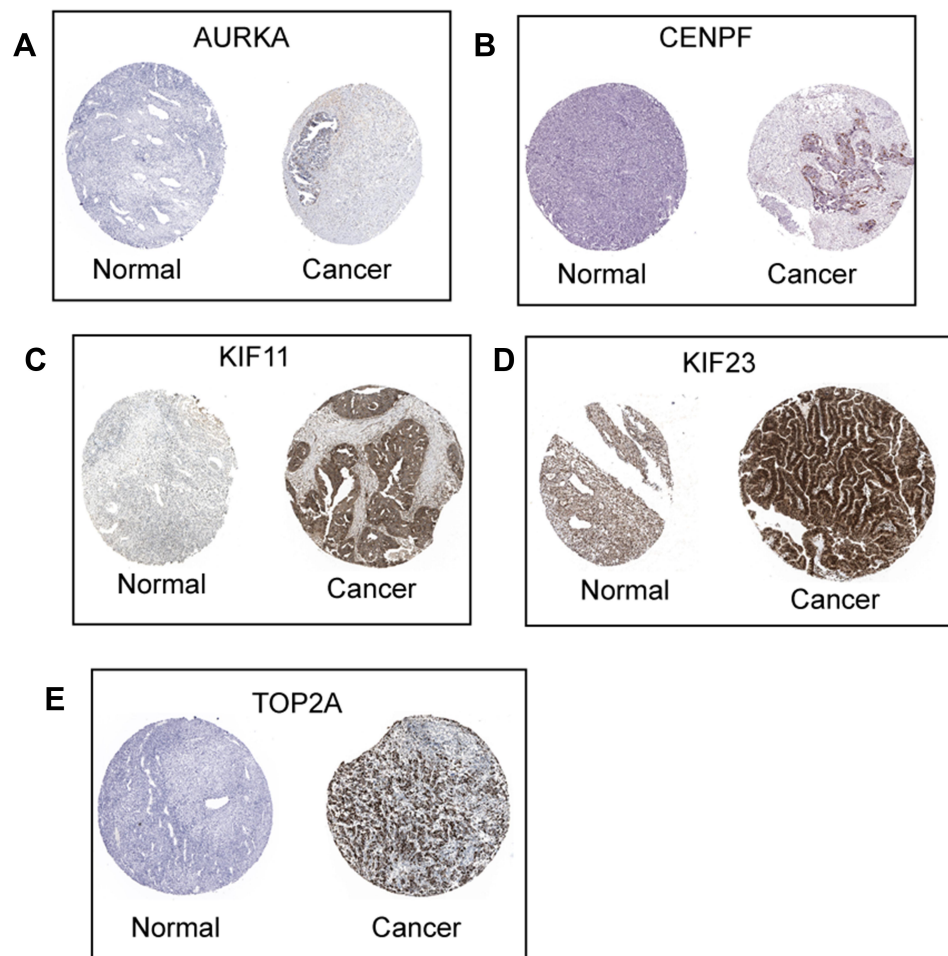 A
AURKA
Normal
Cancer
B
CENPF
Normal
Cancer
C
KIF11
Normal
Cancer
D
KIF23
Normal
Cancer
E
TOP2A
Normal
Cancer